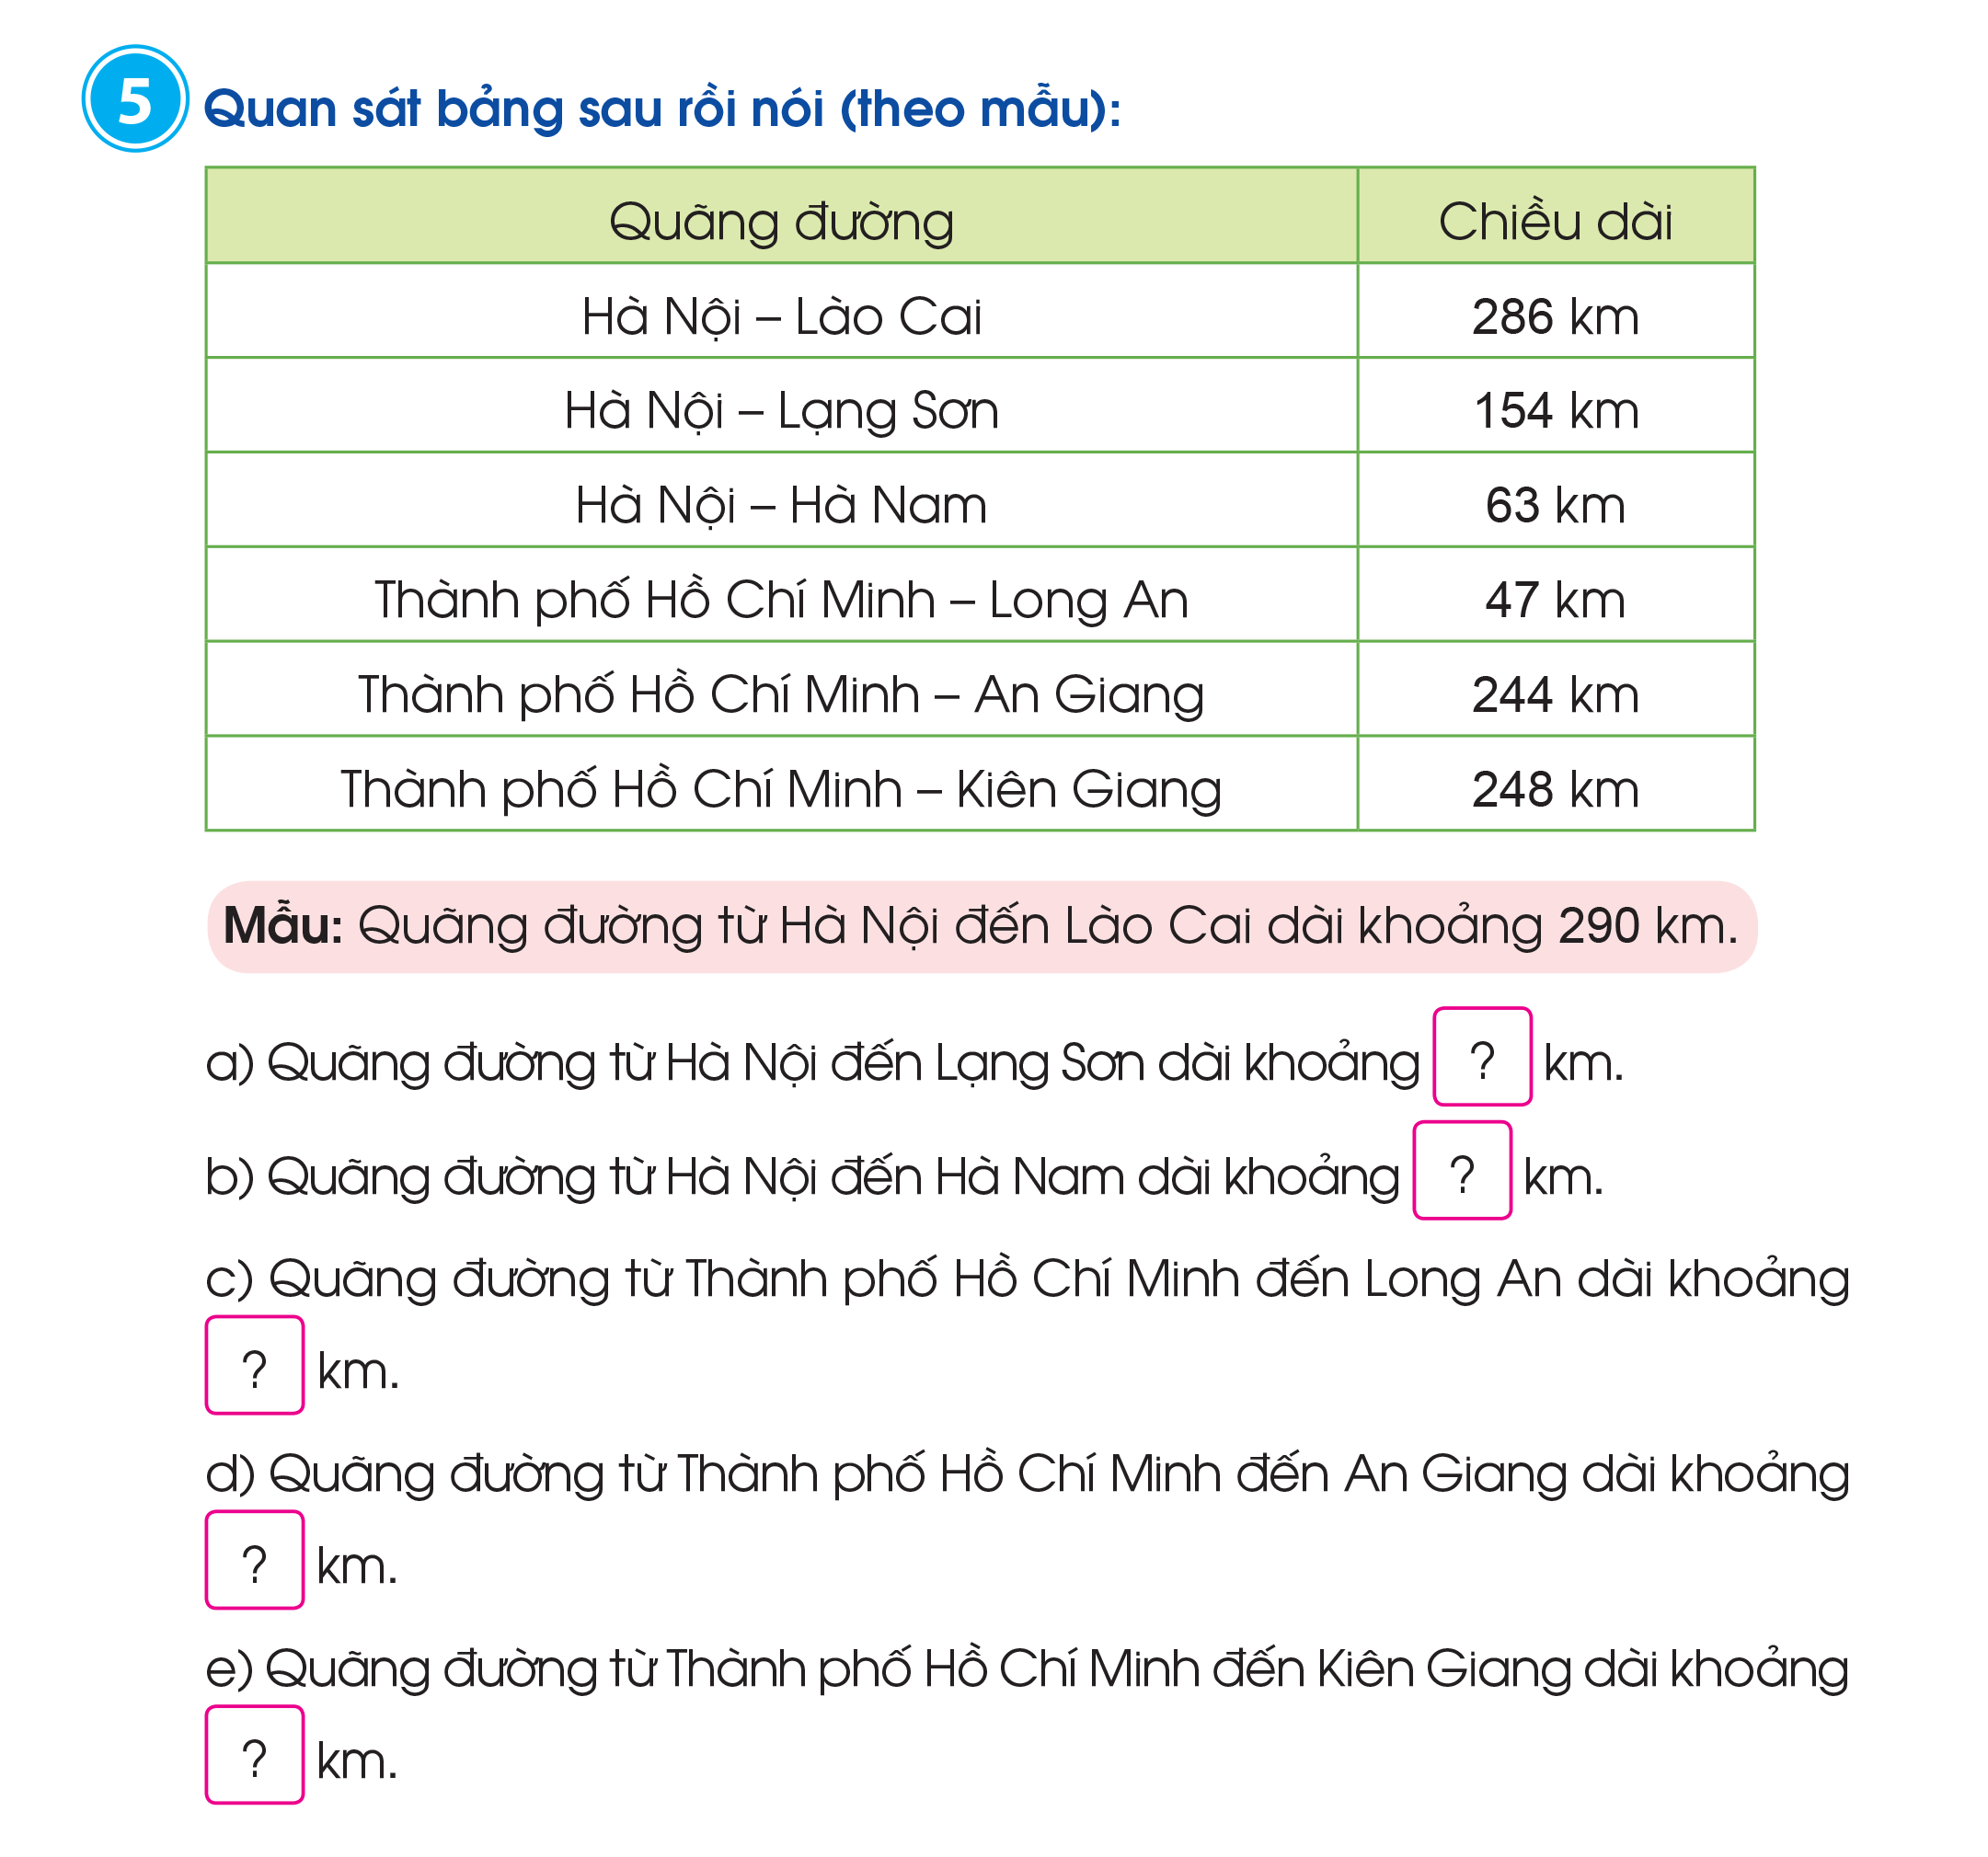 5 Quan sát bảng sau rồi nói (theo mẫu):
Quãng đường Chiều dài
Hà Nội – Lào Cai 286 km
Hà Nội – Lạng Sơn 154 km
Hà Nội – Hà Nam 63 km
Thành phố Hồ Chí Minh – Long An 47 km
Thành phố Hồ Chí Minh – An Giang 244 km
Thành phố Hồ Chí Minh – Kiên Giang 248 km
Mẫu: Quãng đường từ Hà Nội đến Lào Cai dài khoảng 290 km.
a) Quãng đường từ Hà Nội đến Lạng Sơn dài khoảng ? km.
b) Quãng đường từ Hà Nội đến Hà Nam dài khoảng ? km.
c) Quãng đường từ Thành phố Hồ Chí Minh đến Long An dài khoảng
? km.
d) Quãng đường từ Thành phố Hồ Chí Minh đến An Giang dài khoảng
? km.
e) Quãng đường từ Thành phố Hồ Chí Minh đến Kiên Giang dài khoảng
? km.